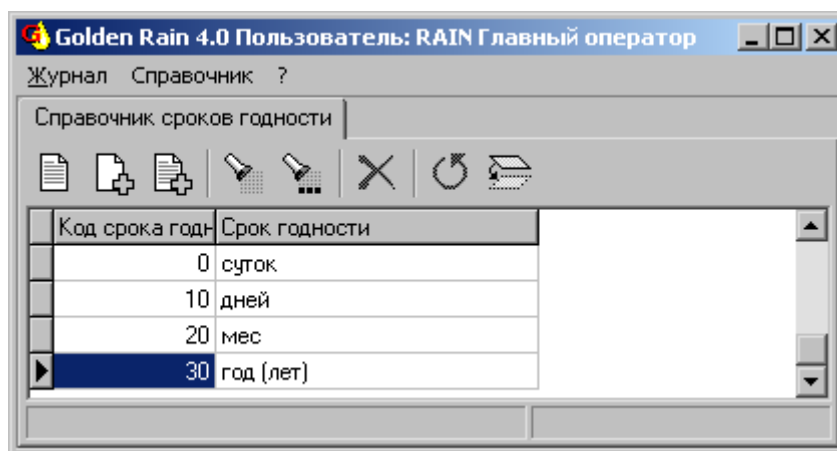 Golden Rain 4.0 Пользователь: RAIN Главный оператор
Журнал Справочник ?
Справочник сроков годности
Код срока годн Срок годности
0 суток
10 дней
20 мес
30 год (лет)